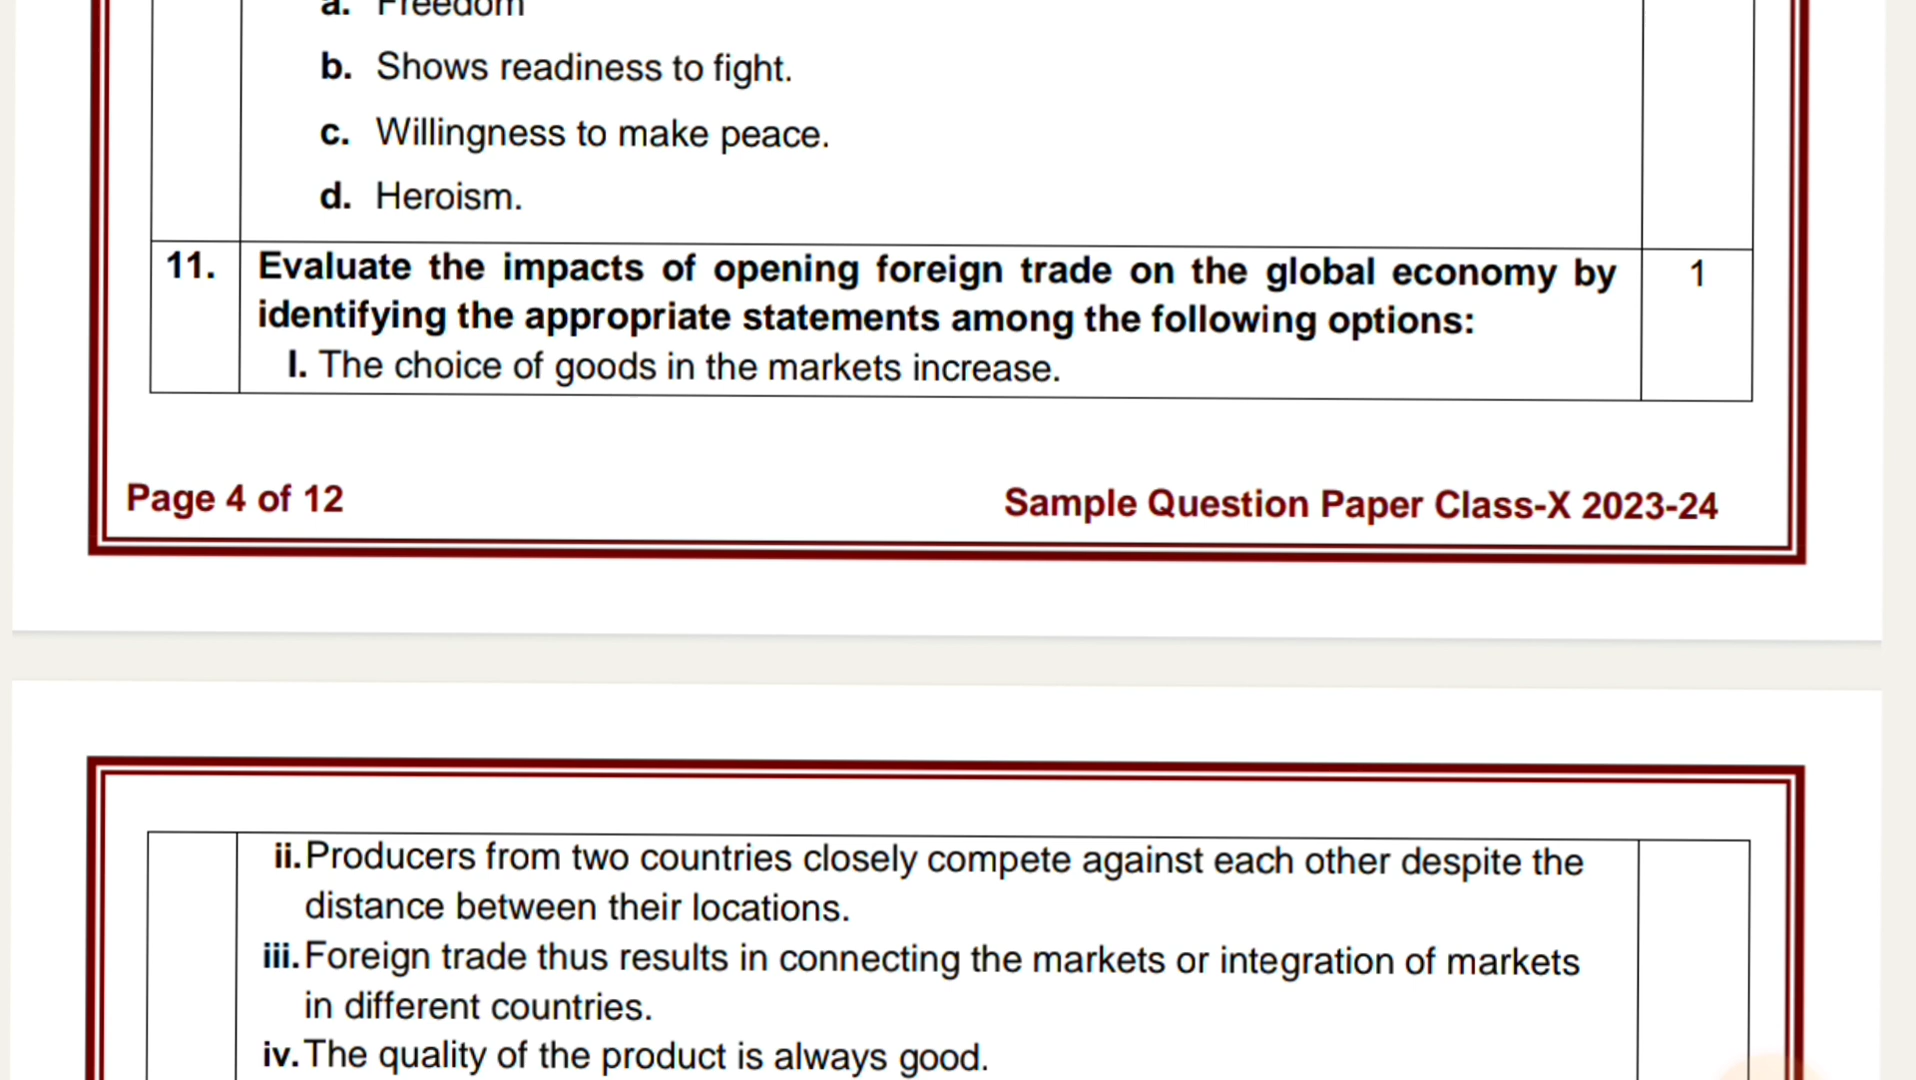 a. Freedom
b. Shows readiness to fight.
c. Willingness to make peace.
d. Heroism.
11. Evaluate the impacts of opening foreign trade on the global economy by 1
identifying the appropriate statements among the following options:
I. The choice of goods in the markets increase.
Page 4 of 12 Sample Question Paper Class-X 2023-24
ii. Producers from two countries closely compete against each other despite the
distance between their locations.
iii. Foreign trade thus results in connecting the markets or integration of markets
in different countries.
iv. The quality of the product is always good.